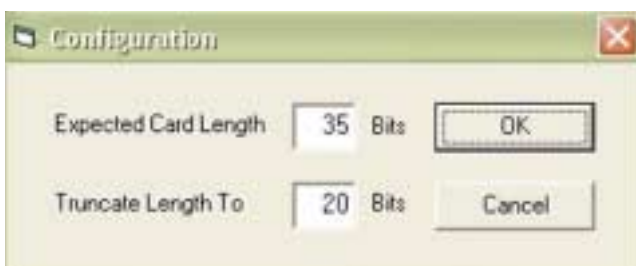 Configuration
Expected Card Length 35 Bits OK
Truncate Length To 20 Bits Cancel